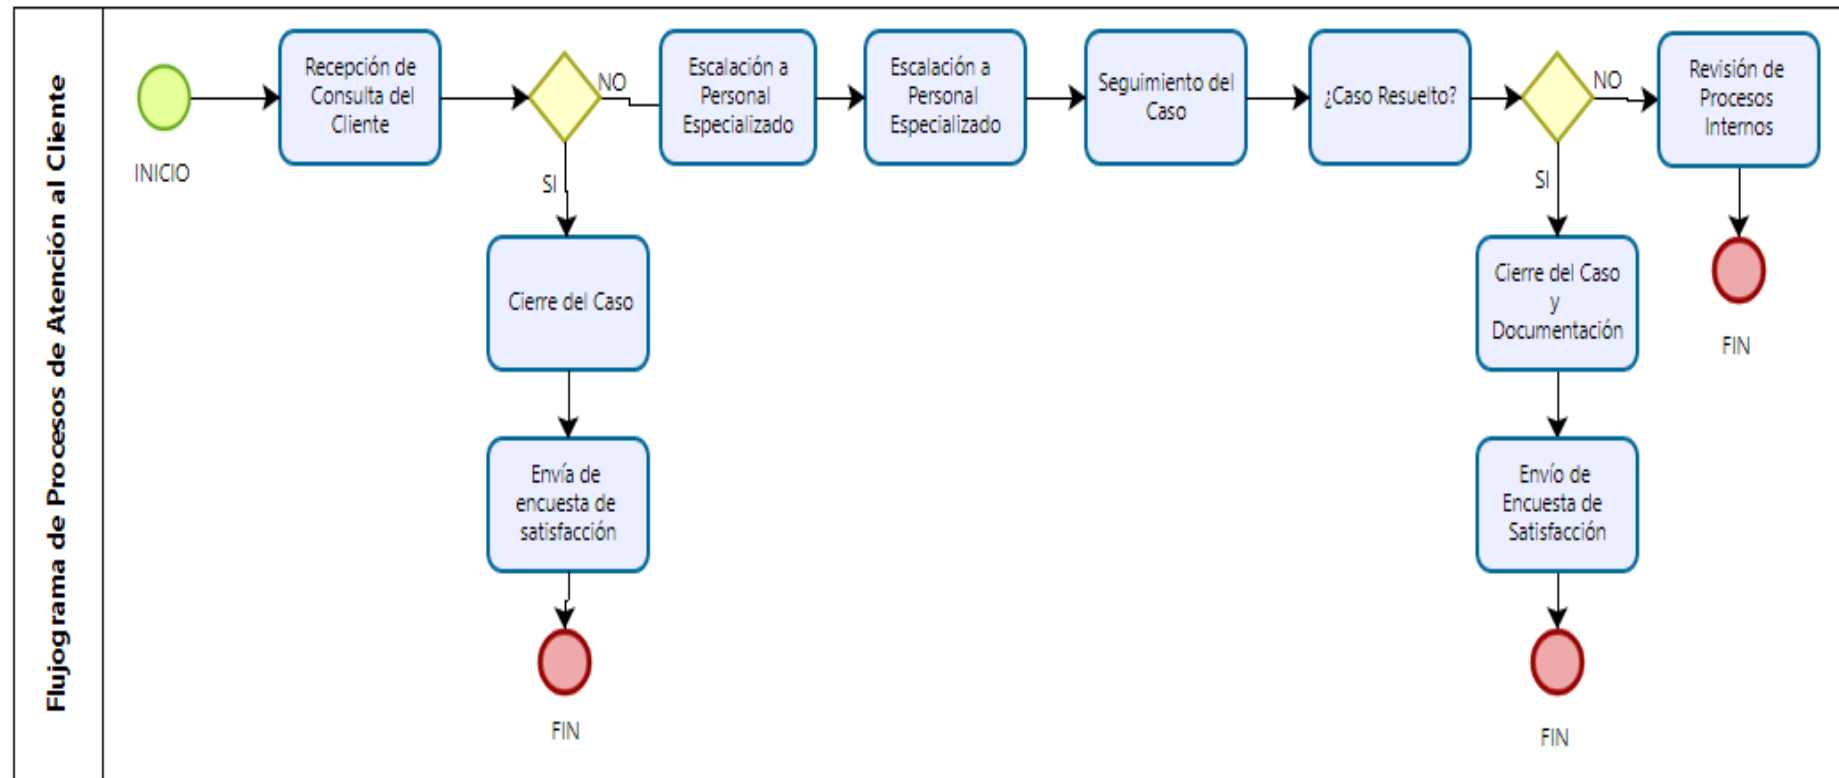 Flujograma de Procesos de Atención al Cliente
INICIO
Recepción de
Consulta del
Cliente
NO
SI
Escalación a
Personal
Especializado
Escalación a
Personal
Especializado
Seguimiento del
Caso
¿Caso Resuelto?
NO
SI
Revisión de
Procesos
Internos
FIN
Cierre del Caso
Envía de
encuesta de
satisfacción
FIN
Cierre del Caso
y
Documentación
Envío de
Encuesta de
Satisfacción
FIN